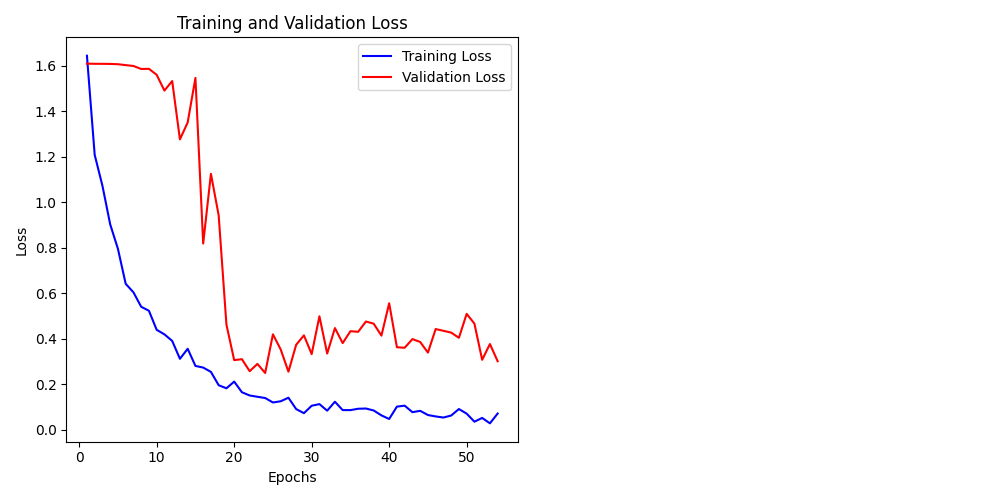 Training and Validation Loss
Training Loss
Validation Loss
1.6
1.4
1.2
1.0
0.8
0.6
0.4
0.2
0.0
Loss
0 10 20 30 40 50
Epochs